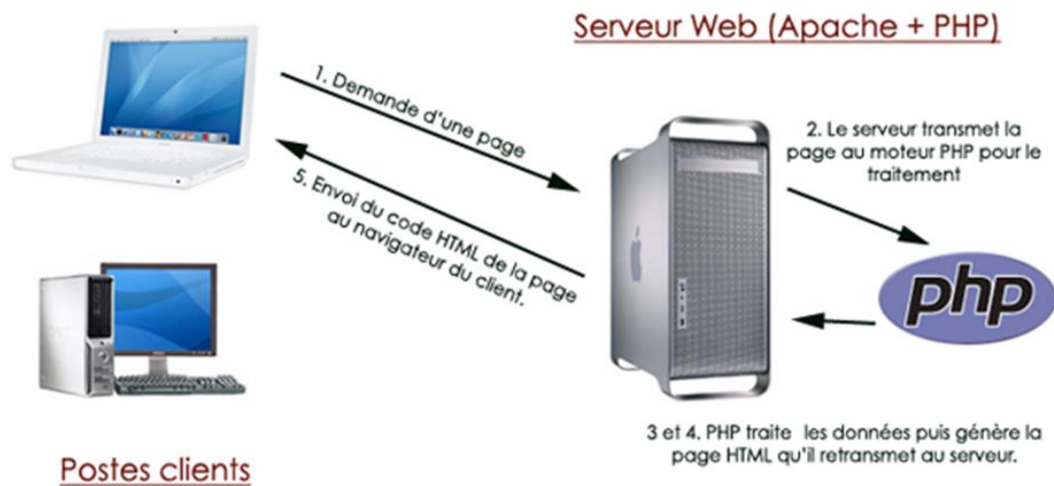 Serveur Web (Apache + PHP)
1. Demande d'une page
2. Le serveur transmet la
page au moteur PHP pour le
traitement
5. Envoi du code HTML de la page
au navigateur du client.
php
3 et 4. PHP traite les données puis génère la
page HTML qu'il retransmet au serveur.
Postes clients